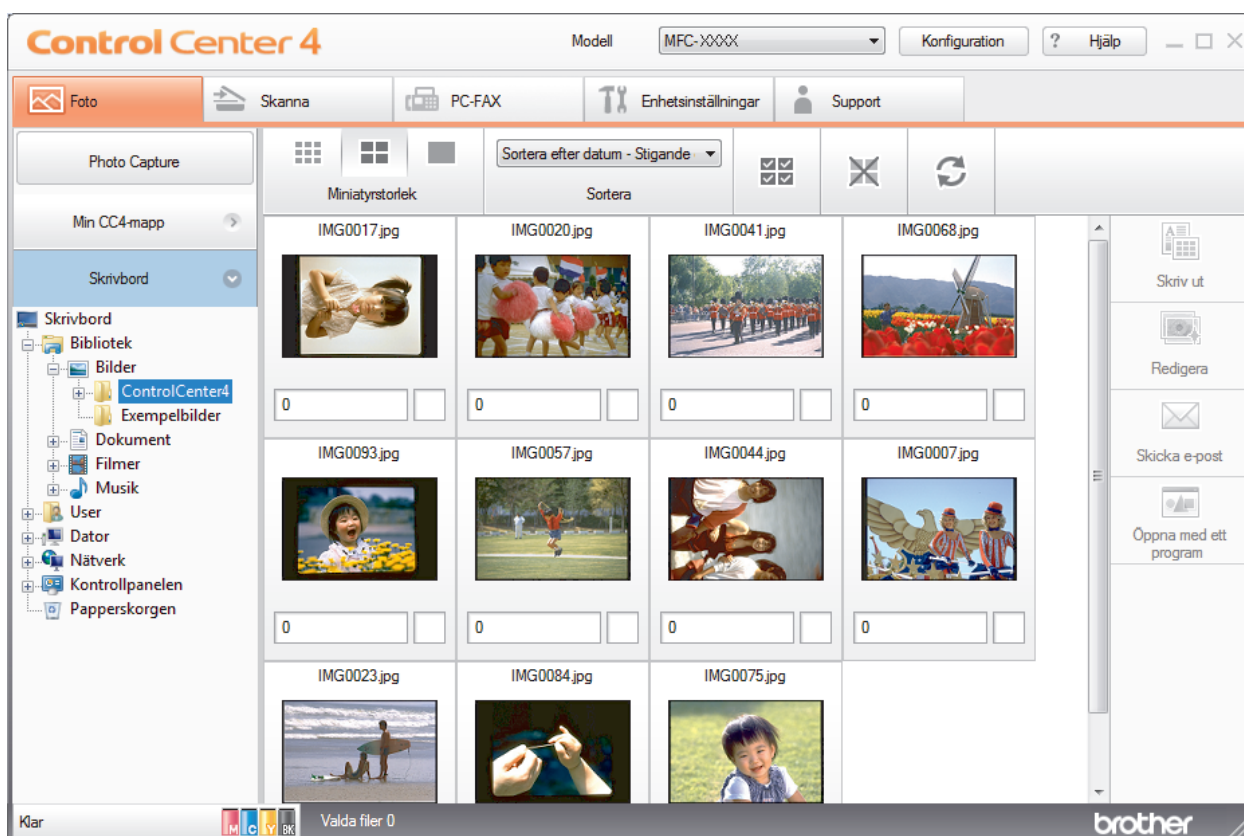 Control Center 4
Modell
MFC-XXXX
Konfiguration
? Hjälp
Foto
Skanna
PC-FAX
Enhetsinställningar
Support
Photo Capture
Min CC4-mapp
Skrivbord
Miniatyrstorlek
Sortera efter datum - Stigande
Sortera
Skrivbord
Bibliotek
Bilder
ControlCenter4
Exempelbilder
Dokument
Filmer
Musik
User
Dator
Nätverk
Kontrollpanelen
Papperskorgen
IMG0017.jpg
IMG0020.jpg
IMG0041.jpg
IMG0068.jpg
0
0
0
0
IMG0093.jpg
IMG0057.jpg
IMG0044.jpg
IMG0007.jpg
0
0
0
0
IMG0023.jpg
IMG0084.jpg
IMG0075.jpg
Skriv ut
Redigera
Skicka e-post
Öppna med ett
program
Klar
M C Y BK
Valda filer 0
brother